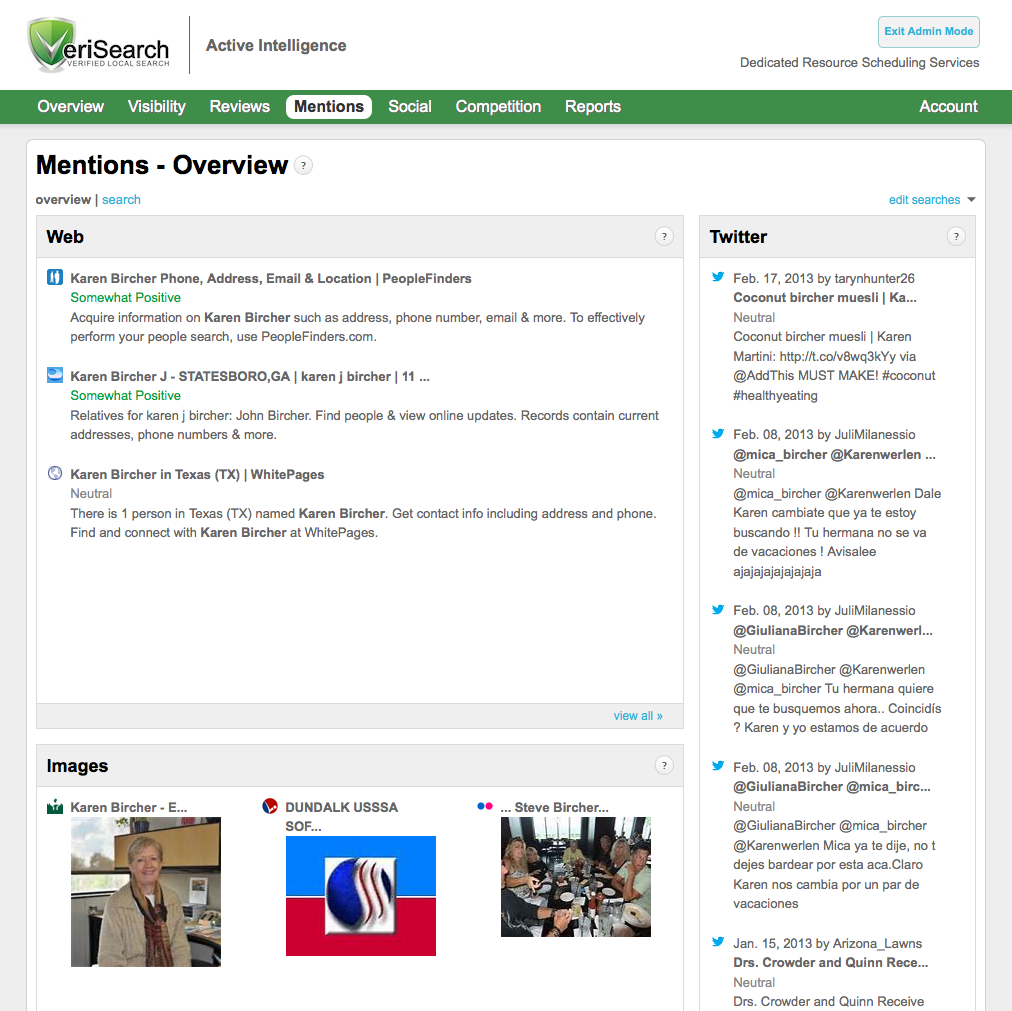 VeriSearch
VERIFIED LOCAL SEARCH
Active Intelligence
Exit Admin Mode
Dedicated Resource Scheduling Services
Overview Visibility Reviews Mentions Social Competition Reports Account
Mentions - Overview ?
overview | search
edit searches
Web ?
Karen Bircher Phone, Address, Email & Location | PeopleFinders
Somewhat Positive
Acquire information on Karen Bircher such as address, phone number, email & more. To effectively
perform your people search, use PeopleFinders.com.
Karen Bircher J - STATESBORO,GA | karen j bircher | 11 ...
Somewhat Positive
Relatives for karen j bircher: John Bircher. Find people & view online updates. Records contain current
addresses, phone numbers & more.
Karen Bircher in Texas (TX) | WhitePages
Neutral
There is 1 person in Texas (TX) named Karen Bircher. Get contact info including address and phone.
Find and connect with Karen Bircher at WhitePages.
view all »
Images ?
Karen Bircher - E...
DUNDALK USSSA
SOF...
... Steve Bircher...
Twitter ?
Feb. 17, 2013 by tarynhunter26
Coconut bircher muesli | Ka...
Neutral
Coconut bircher muesli | Karen
Martini: http://t.co/v8wq3kYy via
@AddThis MUST MAKE! #coconut
#healthyeating
Feb. 08, 2013 by JuliMilanessio
@mica_bircher @Karenwerlen ...
Neutral
@mica_bircher @Karenwerlen Dale
Karen cambiate que ya te estoy
buscando !! Tu hermana no se va
de vacaciones ! Avisalee
ajajajajajajajaja
Feb. 08, 2013 by JuliMilanessio
@GiulianaBircher @Karenwerl...
Neutral
@GiulianaBircher @Karenwerlen
@mica_bircher Tu hermana quiere
que te busquemos ahora.. Coincidís
? Karen y yo estamos de acuerdo
Feb. 08, 2013 by JuliMilanessio
@GiulianaBircher @mica_birc...
Neutral
@GiulianaBircher @mica_bircher
@Karenwerlen Mica ya te dije, no t
dejes bardear por esta aca.Claro
Karen nos cambia por un par de
vacaciones
Jan. 15, 2013 by Arizona_Lawns
Drs. Crowder and Quinn Rece...
Neutral
Drs. Crowder and Quinn Receive